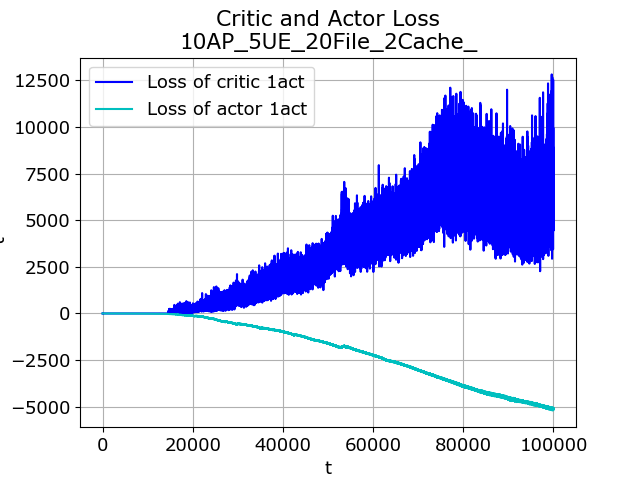 Critic and Actor Loss
10AP_5UE_20File_2Cache_
Loss of critic 1act
Loss of actor 1act
12500
10000
7500
5000
2500
0
−2500
−5000
0 20000 40000 60000 80000 100000
t